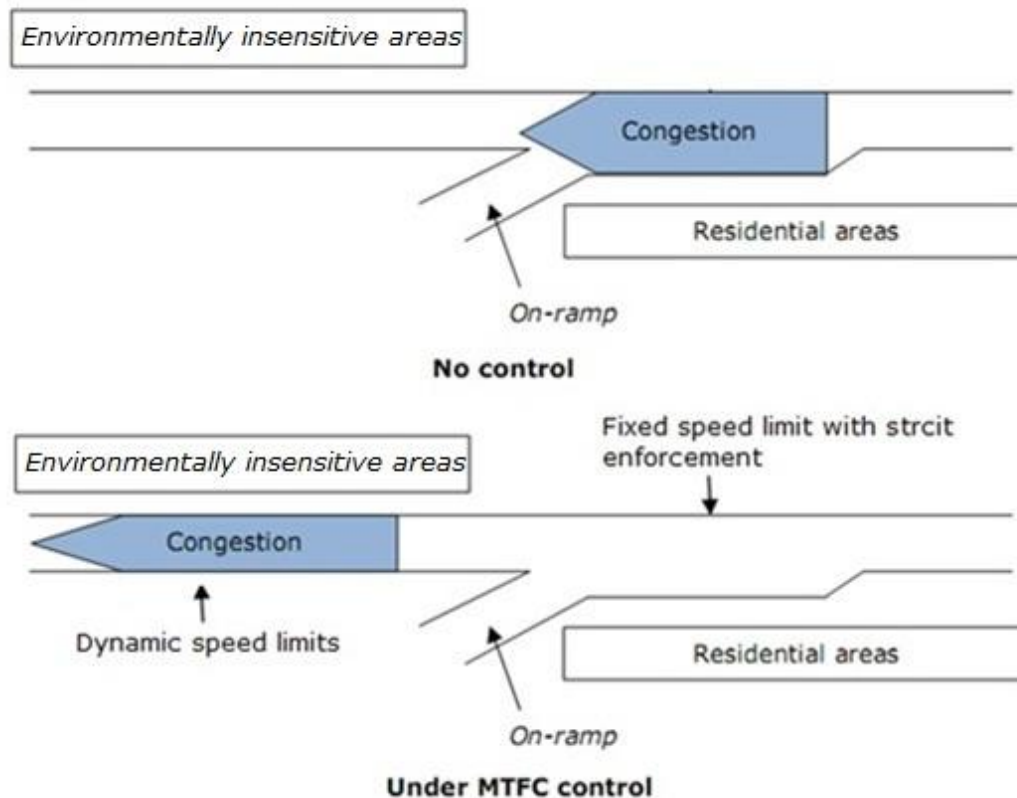 Environmentally insensitive areas
Congestion
Residential areas
On-ramp
No control
Fixed speed limit with strcit
enforcement
Environmentally insensitive areas
Congestion
Dynamic speed limits
Residential areas
On-ramp
Under MTFC control